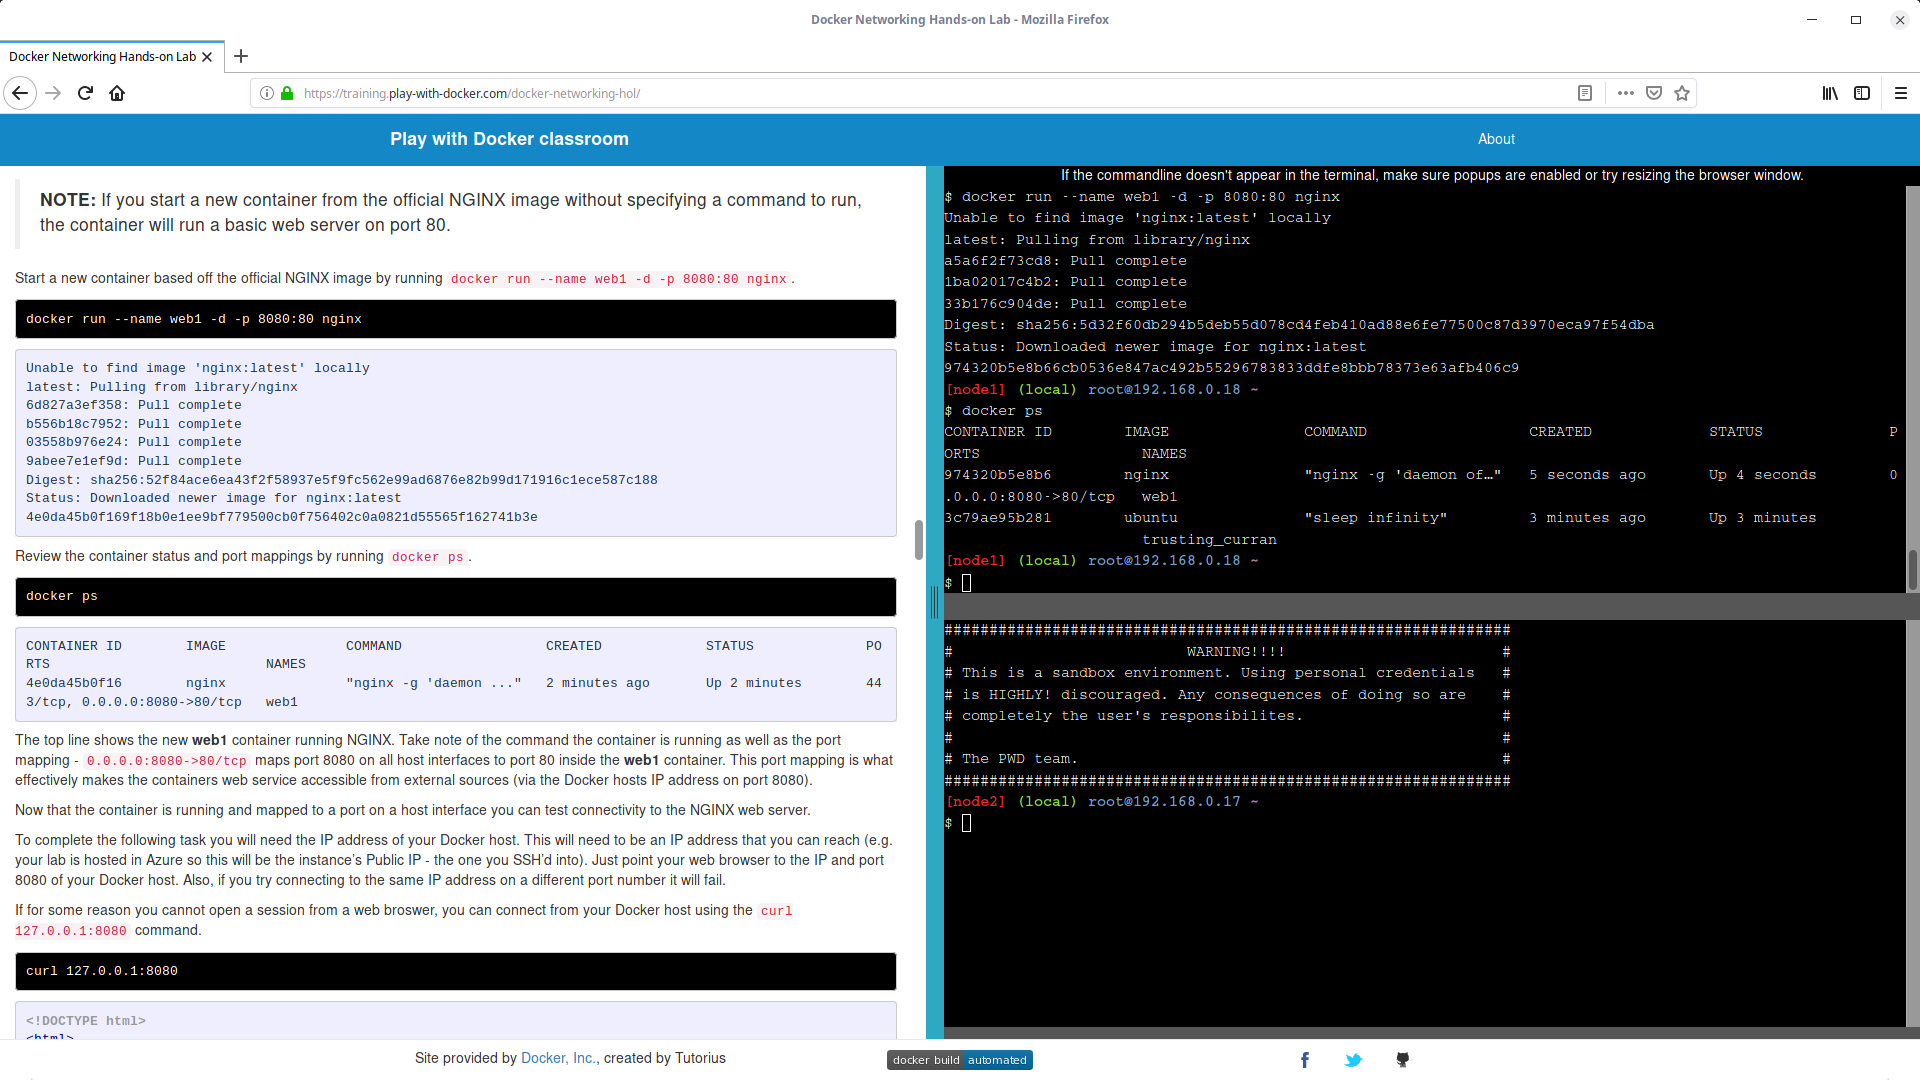 Docker Networking Hands-on Lab - Mozilla Firefox
Docker Networking Hands-on Lab
https://training.play-with-docker.com/docker-networking-hol/
Play with Docker classroom
About
NOTE: If you start a new container from the official NGINX image without specifying a command to run,
the container will run a basic web server on port 80.
Start a new container based off the official NGINX image by running docker run --name web1 -d -p 8080:80 nginx.
docker run --name web1 -d -p 8080:80 nginx
Unable to find image 'nginx:latest' locally
latest: Pulling from library/nginx
6d827a3ef358: Pull complete
b556b18c7952: Pull complete
03558b976e24: Pull complete
9abee7e1ef9d: Pull complete
Digest: sha256:52f84ace6ea43f2f58937e5f9fc562e99ad6876e82b99d171916c1ece587c188
Status: Downloaded newer image for nginx:latest
4e0da45b0f169f18b0e1ee9bf779500cb0f756402c0a0821d55565f162741b3e
Review the container status and port mappings by running docker ps.
docker ps
CONTAINER ID IMAGE COMMAND CREATED STATUS PO
RTS NAMES
4e0da45b0f16 nginx "nginx -g 'daemon ..." 2 minutes ago Up 2 minutes 44
3/tcp, 0.0.0.0:8080->80/tcp web1
The top line shows the new web1 container running NGINX. Take note of the command the container is running as well as the port
mapping - 0.0.0.0:8080->80/tcp maps port 8080 on all host interfaces to port 80 inside the web1 container. This port mapping is what
effectively makes the containers web service accessible from external sources (via the Docker hosts IP address on port 8080).
Now that the container is running and mapped to a port on a host interface you can test connectivity to the NGINX web server.
To complete the following task you will need the IP address of your Docker host. This will need to be an IP address that you can reach (e.g.
your lab is hosted in Azure so this will be the instance's Public IP - the one you SSH'd into). Just point your web browser to the IP and port
8080 of your Docker host. Also, if you try connecting to the same IP address on a different port number it will fail.
If for some reason you cannot open a session from a web broswer, you can connect from your Docker host using the curl
127.0.0.1:8080 command.
curl 127.0.0.1:8080
<!DOCTYPE html>
<html>
If the commandline doesn't appear in the terminal, make sure popups are enabled or try resizing the browser window.
$ docker run --name web1 -d -p 8080:80 nginx
Unable to find image 'nginx:latest' locally
latest: Pulling from library/nginx
a5a6f2f73cd8: Pull complete
1ba02017c4b2: Pull complete
33b176c904de: Pull complete
Digest: sha256:5d32f60db294b5deb55d078cd4feb410ad88e6fe77500c87d3970eca97f54dba
Status: Downloaded newer image for nginx:latest
974320b5e8b66cb0536e847ac492b55296783833ddfe8bbb78373e63afb406c9
[node1] (local) root@192.168.0.18 ~
$ docker ps
CONTAINER ID IMAGE COMMAND CREATED STATUS P
ORTS NAMES
974320b5e8b6 nginx "nginx -g 'daemon of…" 5 seconds ago Up 4 seconds 0
.0.0.0:8080->80/tcp web1
3c79ae95b281 ubuntu "sleep infinity" 3 minutes ago Up 3 minutes
trusting_curran
[node1] (local) root@192.168.0.18 ~
$
###############################################################
# WARNING!!!! #
# This is a sandbox environment. Using personal credentials #
# is HIGHLY! discouraged. Any consequences of doing so are #
# completely the user's responsibilites. #
# #
# The PWD team. #
###############################################################
[node2] (local) root@192.168.0.17 ~
$
Site provided by Docker, Inc., created by Tutorius
docker build automated